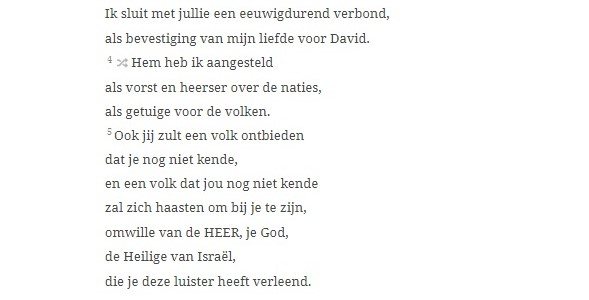 Ik sluit met jullie een eeuwigdurend verbond,
als bevestiging van mijn liefde voor David.
4 Hem heb ik aangesteld
als vorst en heerser over de naties,
als getuige voor de volken.
5 Ook jij zult een volk ontbieden
dat je nog niet kende,
en een volk dat jou nog niet kende
zal zich haasten om bij je te zijn,
omwille van de HEER, je God,
de Heilige van Israël,
die je deze luister heeft verleend.